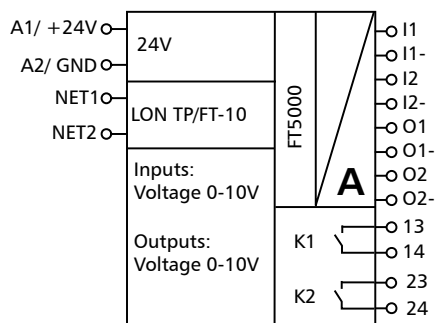 A1/ +24V
A2/ GND
NET1
NET2
24V
LON TP/FT-10
Inputs:
Voltage 0-10V
Outputs:
Voltage 0-10V
FT5000
A
K1
K2
I1
I1-
I2
I2-
O1
O1-
O2
O2-
13
14
23
24